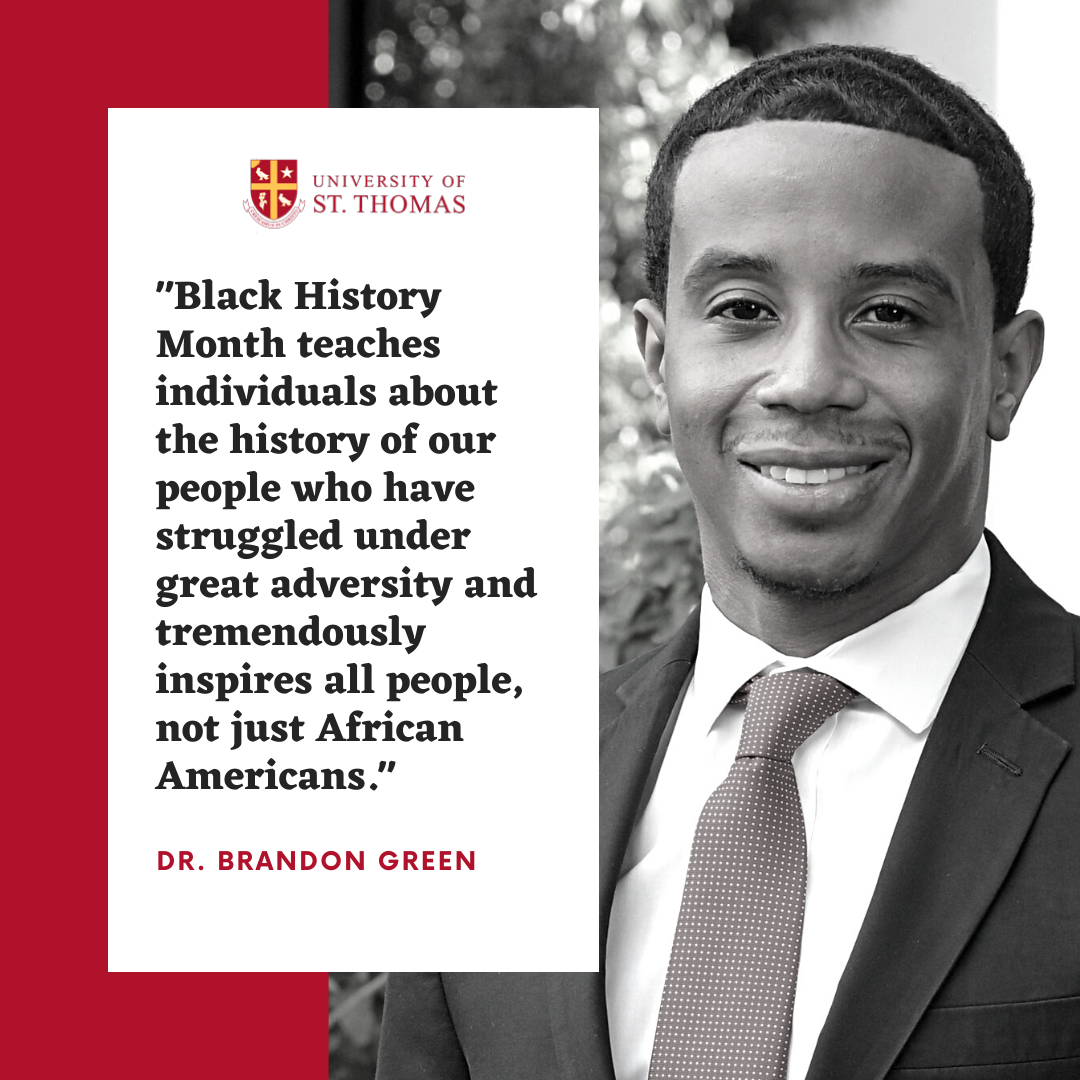 UNIVERSITY OF
ST. THOMAS
"Black History
Month teaches
individuals about
the history of our
people who have
struggled under
great adversity and
tremendously
inspires all people,
not just African
Americans."
DR. BRANDON GREEN